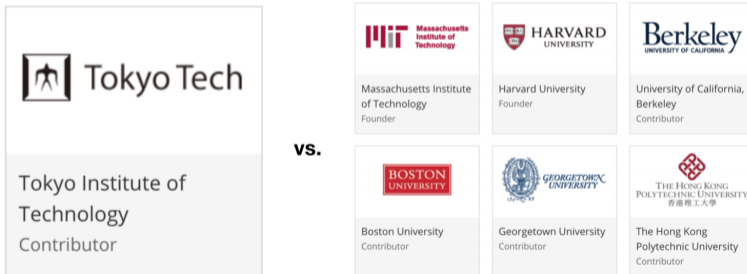 Tokyo Tech
Tokyo Institute of
Technology
Contributor
vs.
MIT
Massachusetts
Institute of
Technology
Massachusetts Institute
of Technology
Founder
HARVARD
UNIVERSITY
Harvard University
Founder
Berkeley
UNIVERSITY OF CALIFORNIA
University of California,
Berkeley
Contributor
BOSTON
UNIVERSITY
Boston University
Contributor
GEORGETOWN
UNIVERSITY
Georgetown University
Contributor
THE HONG KONG
POLYTECHNIC UNIVERSITY
香港理工大學
The Hong Kong
Polytechnic University
Contributor